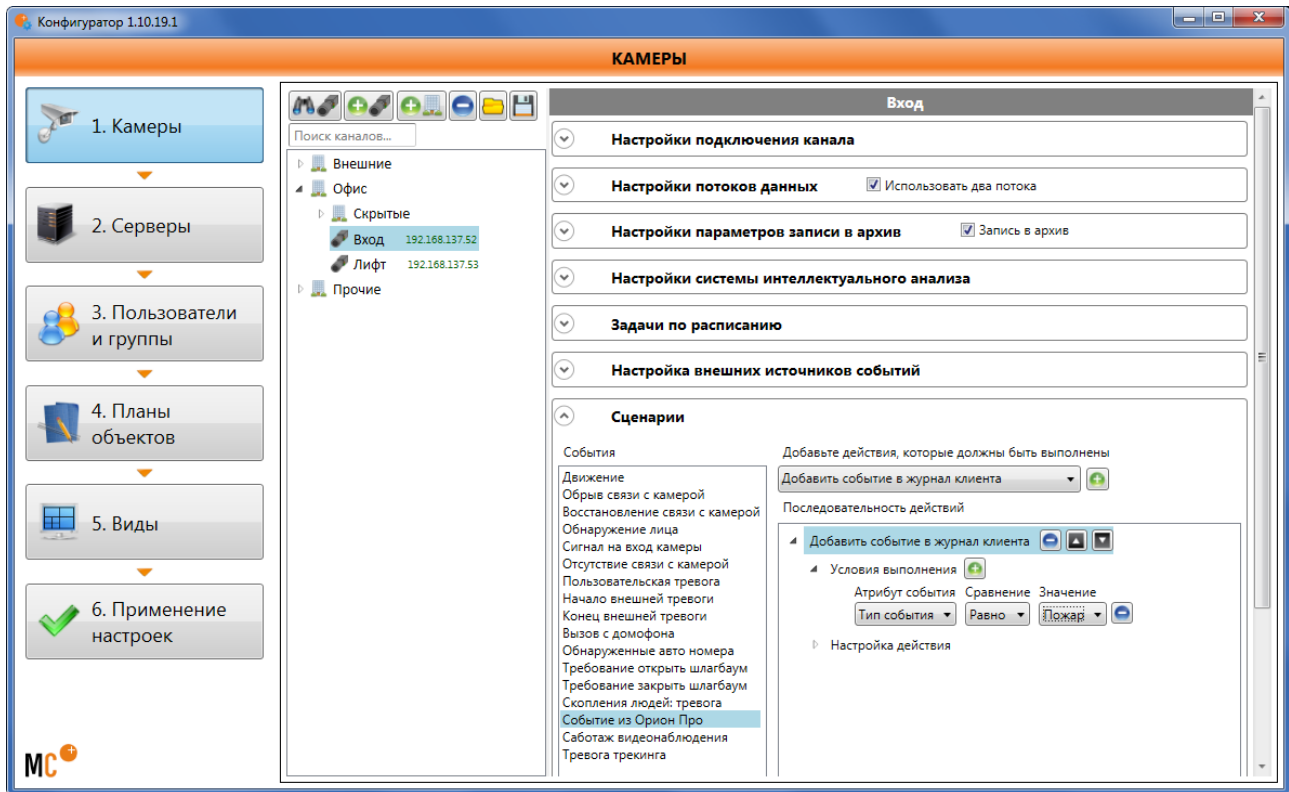 Конфигуратор 1.10.19.1
КАМЕРЫ
1. Камеры
2. Серверы
3. Пользователи
и группы
4. Планы
объектов
5. Виды
6. Применение
настроек
МС
Поиск каналов...
Внешние
Офис
Скрытые
Вход 192.168.137.52
Лифт 192.168.137.53
Прочие
Вход
Настройки подключения канала
Настройки потоков данных Использовать два потока
Настройки параметров записи в архив Запись в архив
Настройки системы интеллектуального анализа
Задачи по расписанию
Настройка внешних источников событий
Сценарии
События
Движение
Обрыв связи с камерой
Восстановление связи с камерой
Обнаружение лица
Сигнал на вход камеры
Отсутствие связи с камерой
Пользовательская тревога
Начало внешней тревоги
Конец внешней тревоги
Вызов с домофона
Обнаруженные авто номера
Требование открыть шлагбаум
Требование закрыть шлагбаум
Скопления людей: тревога
Событие из Орион Про
Саботаж видеонаблюдения
Тревога трекинга
Добавьте действия, которые должны быть выполнены
Добавить событие в журнал клиента
Последовательность действий
Добавить событие в журнал клиента
Условия выполнения
Атрибут события Сравнение Значение
Тип события Равно Пожар
Настройка действия